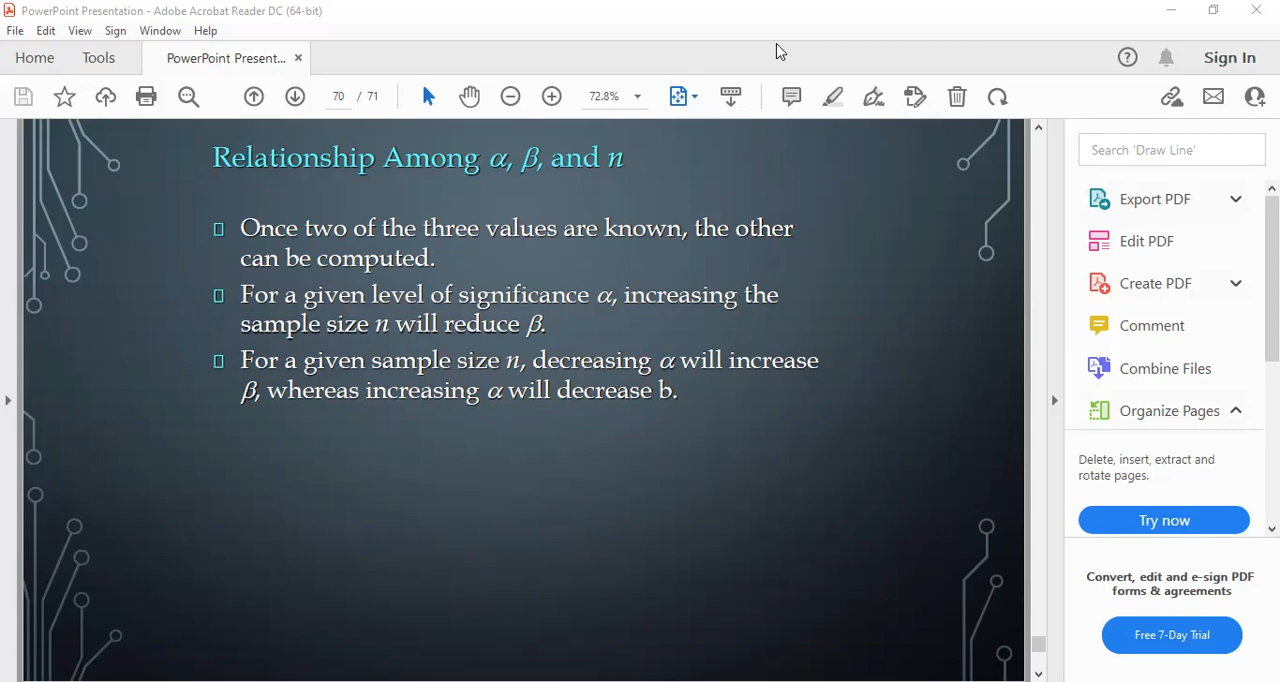 PowerPoint Presentation - Adobe Acrobat Reader DC (64-bit)
File Edit View Sign Window Help
Home Tools PowerPoint Present... ×
Sign In
70 / 71 72.8%
Relationship Among α, β, and n
Once two of the three values are known, the other
can be computed.
For a given level of significance α, increasing the
sample size n will reduce β.
For a given sample size n, decreasing α will increase
β, whereas increasing α will decrease b.
Search 'Draw Line'
Export PDF
Edit PDF
Create PDF
Comment
Combine Files
Organize Pages
Delete, insert, extract and
rotate pages.
Try now
Convert, edit and e-sign PDF
forms & agreements
Free 7-Day Trial